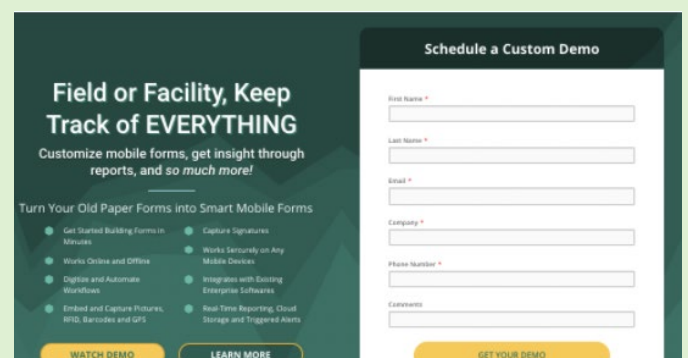 Field or Facility, Keep
Track of EVERYTHING
Customize mobile forms, get insight through
reports, and so much more!
Turn Your Old Paper Forms into Smart Mobile Forms
Get Started Building Forms in
Minutes
Works Online and Offline
Digitize and Automate
Workflows
Embed and Capture Pictures,
RFID, Barcodes and GPS
Capture Signatures
Works Securely on Any
Mobile Devices
Integrates with Existing
Enterprise Softwares
Real-Time Reporting, Cloud
Storage and Triggered Alerts
WATCH DEMO
LEARN MORE
Schedule a Custom Demo
First Name *
Last Name *
Email *
Company *
Phone Number *
Comments
GET YOUR DEMO